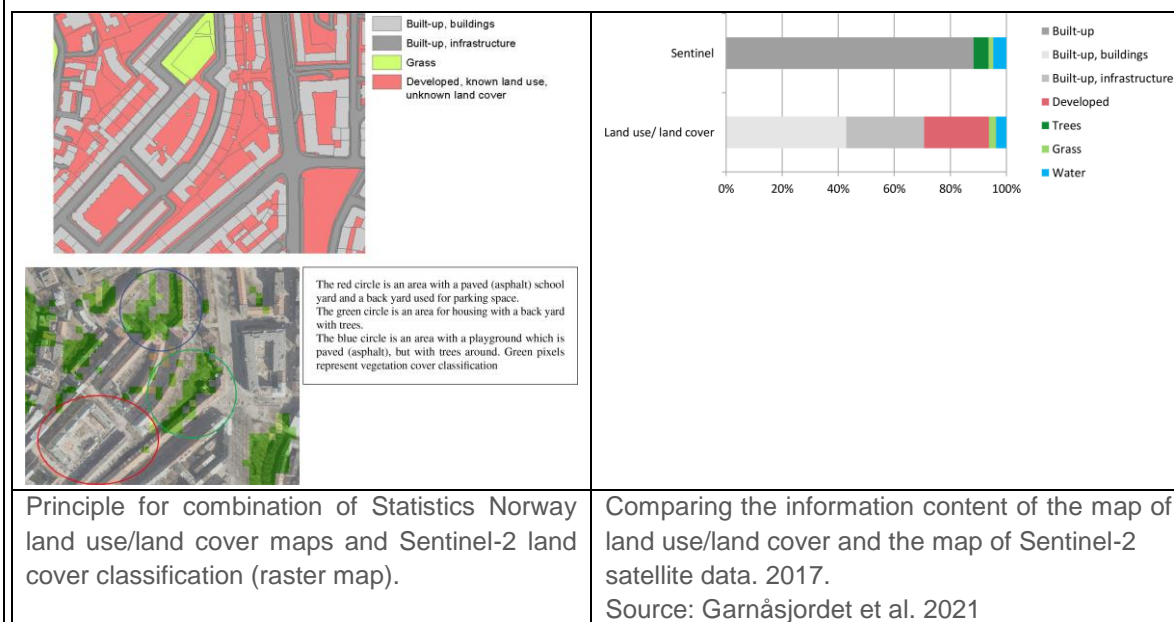 Built-up, buildings
Built-up, infrastructure
Grass
Developed, known land use,
unknown land cover
The red circle is an area with a paved (asphalt) school
yard and a back yard used for parking space.
The green circle is an area for housing with a back yard
with trees.
The blue circle is an area with a playground which is
paved (asphalt), but with trees around. Green pixels
represent vegetation cover classification
Sentinel
Land use/ land cover
0% 20% 40% 60% 80% 100%
Built-up
Built-up, buildings
Built-up, infrastructure
Developed
Trees
Grass
Water
Principle for combination of Statistics Norway
land use/land cover maps and Sentinel-2 land
cover classification (raster map).
Comparing the information content of the map of
land use/land cover and the map of Sentinel-2
satellite data. 2017.
Source: Garnåsjordet et al. 2021